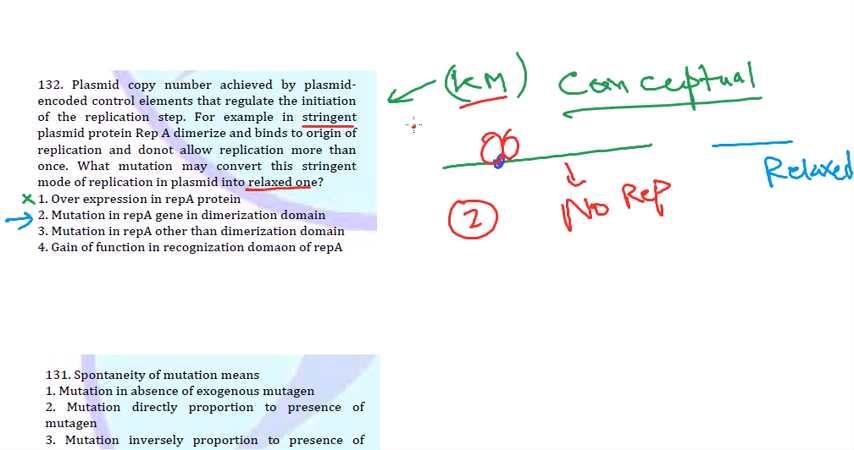 132. Plasmid copy number achieved by plasmid-
encoded control elements that regulate the initiation
of the replication step. For example in stringent
plasmid protein Rep A dimerize and binds to origin of
replication and donot allow replication more than
once. What mutation may convert this stringent
mode of replication in plasmid into relaxed one?
1. Over expression in repA protein
2. Mutation in repA gene in dimerization domain
3. Mutation in repA other than dimerization domain
4. Gain of function in recognization domaon of repA
(KM) Conceptual
Relaxed
No Rep
2
131. Spontaneity of mutation means
1. Mutation in absence of exogenous mutagen
2. Mutation directly proportion to presence of
mutagen
3. Mutation inversely proportion to presence of